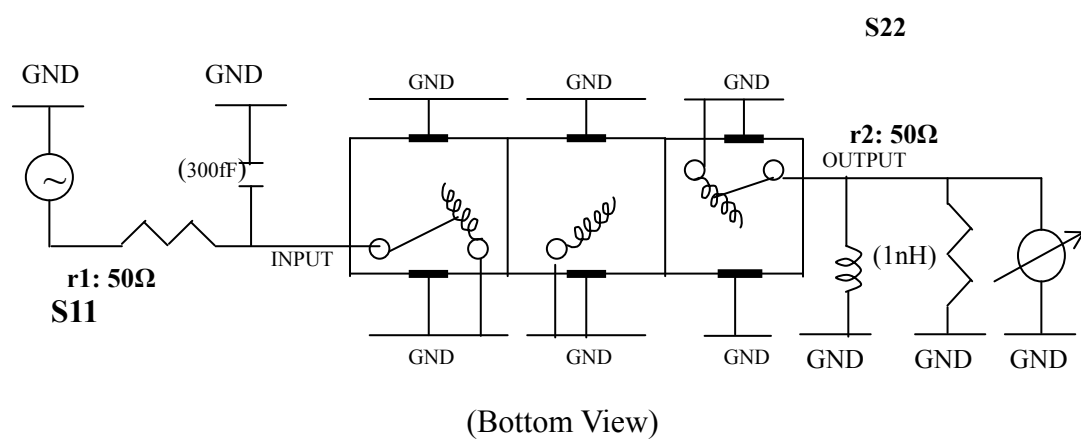 S22
GND
GND
GND
GND
GND
r2: 50Ω
OUTPUT
(300fF)
INPUT
(1nH)
r1: 50Ω
S11
GND
GND
GND
GND
GND
GND
(Bottom View)